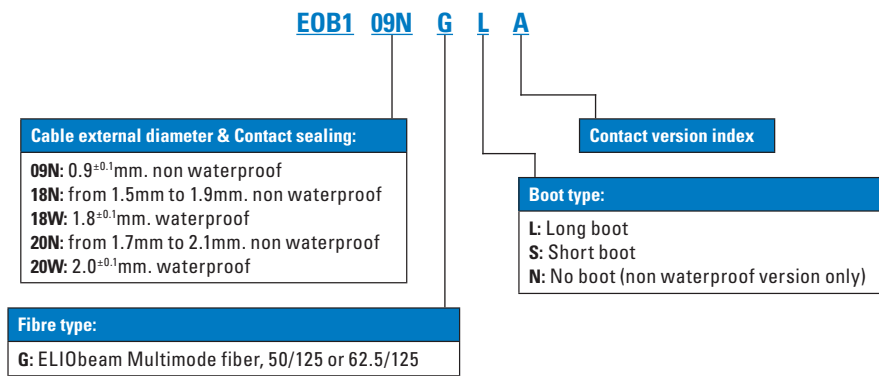 EOB1 09N G L A
Cable external diameter & Contact sealing:
09N: 0.9±0.1mm. non waterproof
18N: from 1.5mm to 1.9mm. non waterproof
18W: 1.8±0.1mm. waterproof
20N: from 1.7mm to 2.1mm. non waterproof
20W: 2.0±0.1mm. waterproof
Contact version index
Boot type:
L: Long boot
S: Short boot
N: No boot (non waterproof version only)
Fibre type:
G: ELIObeam Multimode fiber, 50/125 or 62.5/125